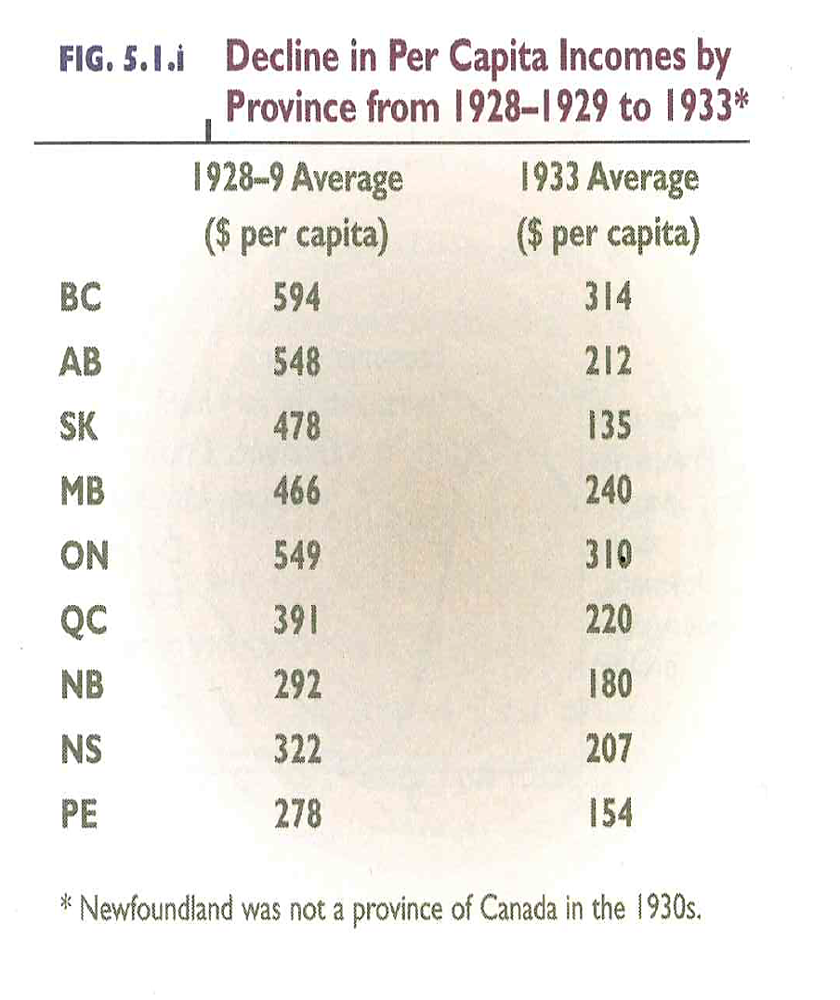 FIG. 5.1.i Decline in Per Capita Incomes by
Province from 1928–1929 to 1933*
1928–9 Average 1933 Average
($ per capita) ($ per capita)
BC 594 314
AB 548 212
SK 478 135
MB 466 240
ON 549 310
QC 391 220
NB 292 180
NS 322 207
PE 278 154
* Newfoundland was not a province of Canada in the 1930s.